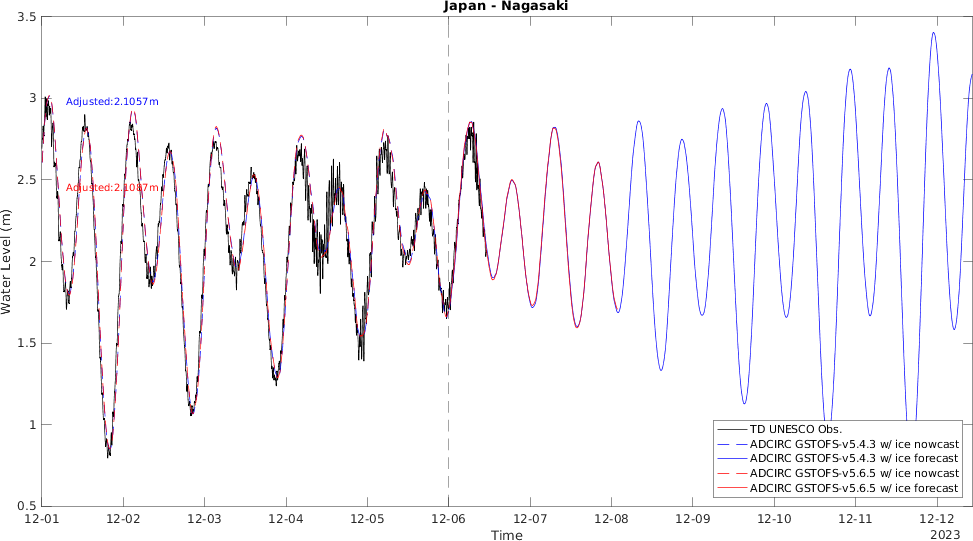 Japan - Nagasaki
3.5
3
2.5
2
1.5
1
0.5
Water Level (m)
Adjusted:2.1057m
Adjusted:2.1087m
TD UNESCO Obs.
ADCIRC GSTOFS-v5.4.3 w/ ice nowcast
ADCIRC GSTOFS-v5.4.3 w/ ice forecast
ADCIRC GSTOFS-v5.6.5 w/ ice nowcast
ADCIRC GSTOFS-v5.6.5 w/ ice forecast
12-01 12-02 12-03 12-04 12-05 12-06 12-07 12-08 12-09 12-10 12-11 12-12
2023
Time